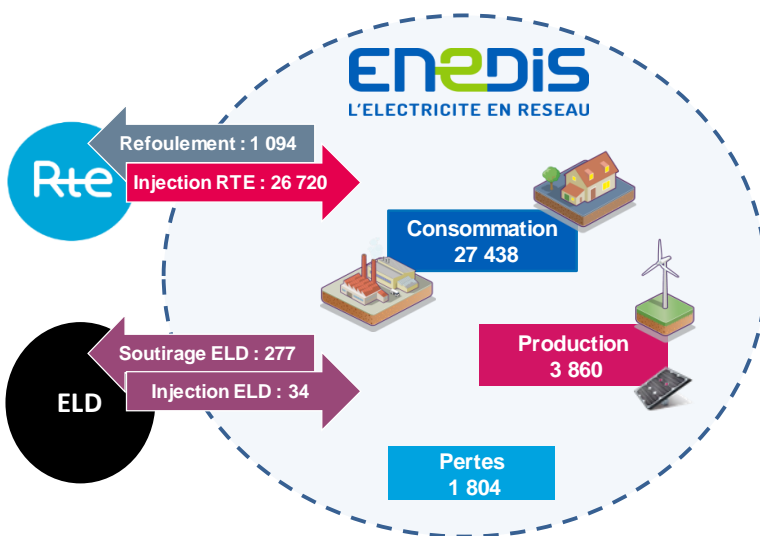 ENEDIS
L'ELECTRICITE EN RESEAU
Rte
Refoulement : 1 094
Injection RTE : 26 720
Consommation
27 438
Soutirage ELD : 277
Injection ELD : 34
ELD
Production
3 860
Pertes
1 804